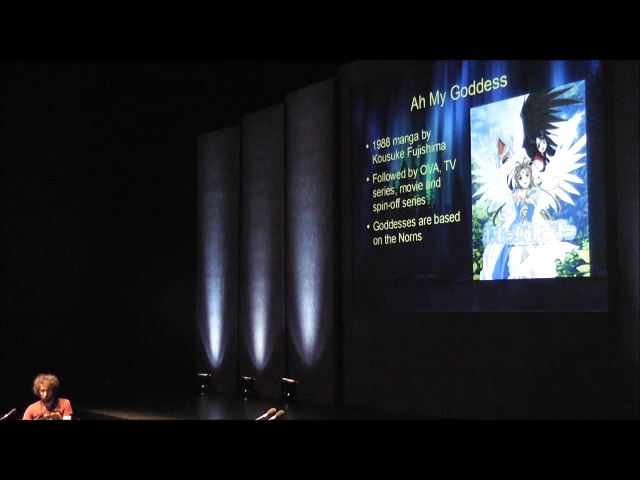 Ah My Goddess
• 1988 manga by
Kousuke Fujishima
• Followed by OVA, TV
series, movie and
spin-off series
• Goddesses are based
on the Norns